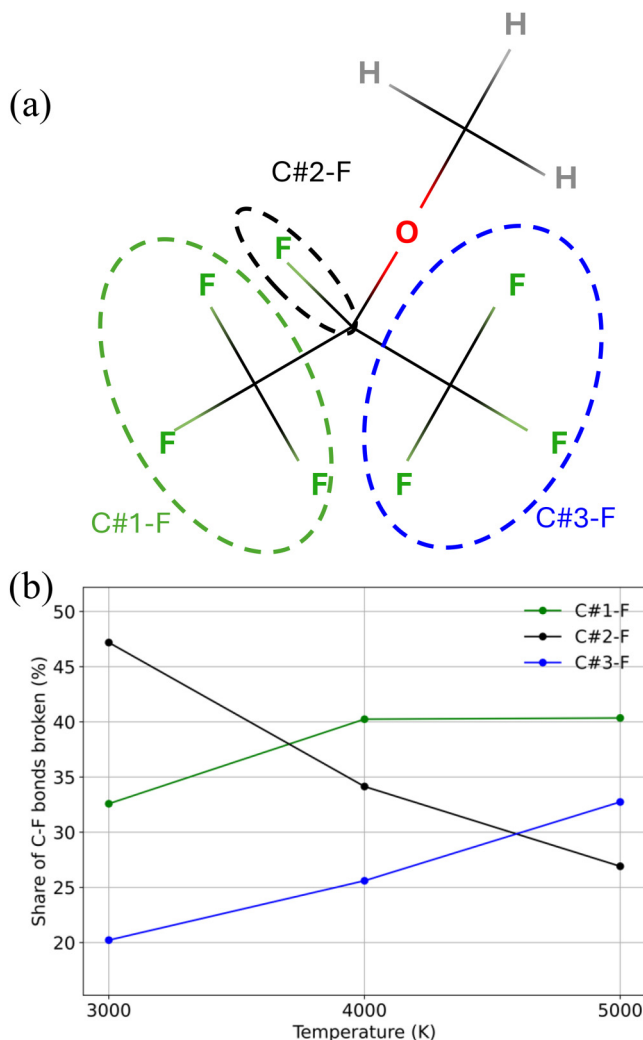 (a)
H
H
H
C#2-F
O
F
F
F
F
F
F
F
C#1-F
C#3-F
(b)
50
45
40
35
30
25
20
Share of C-F bonds broken (%)
C#1-F
C#2-F
C#3-F
3000
4000
5000
Temperature (K)